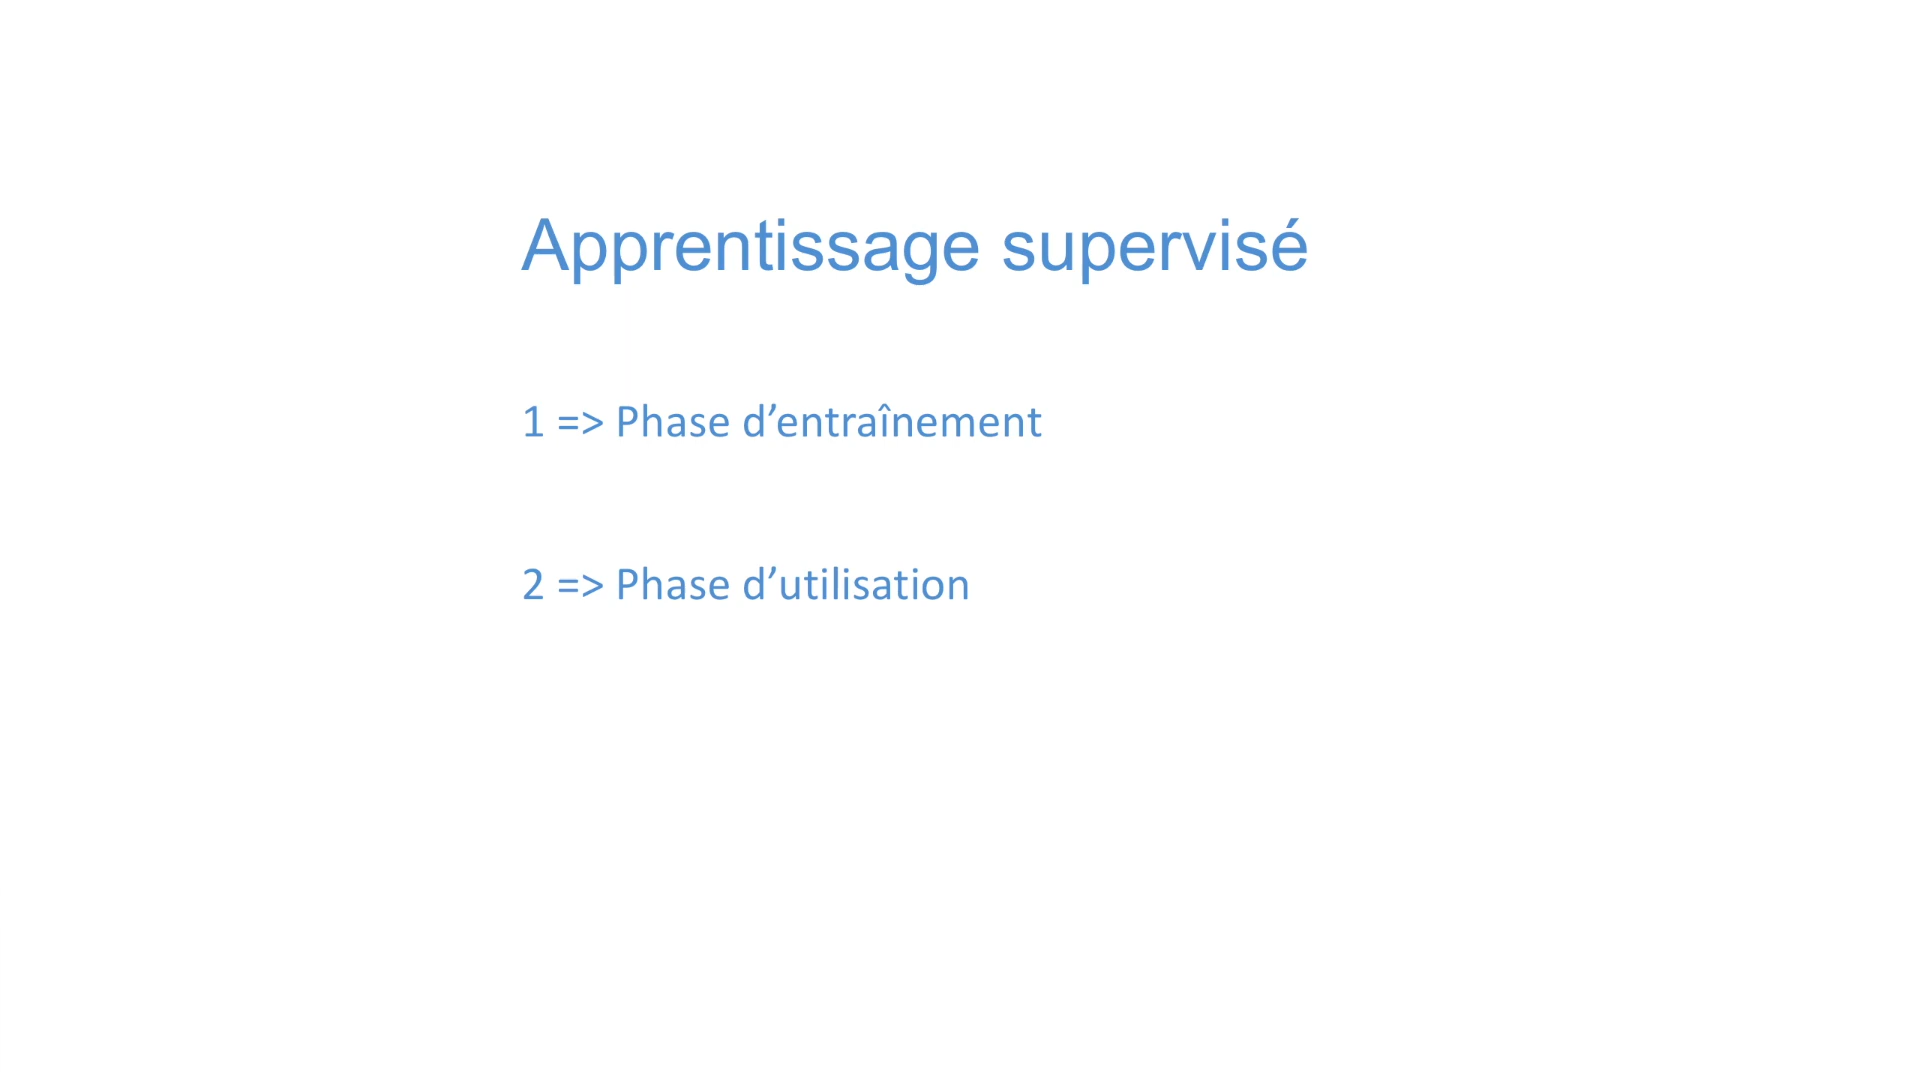 Apprentissage supervisé
1 => Phase d’entraînement
2 => Phase d’utilisation